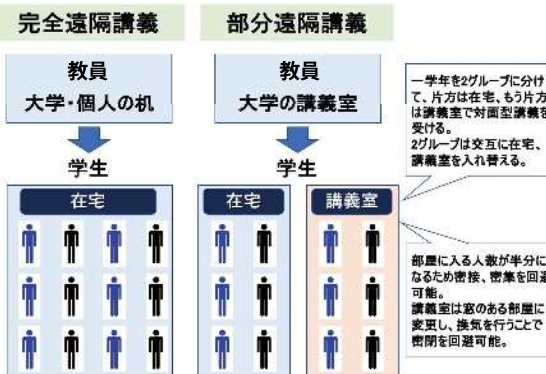 完全遠隔講義
部分遠隔講義
教員
大学・個人の机
教員
大学の講義室
学生
学生
在宅
在宅
講義室
一学年を2グループに分け
て、片方は在宅、もう片方
は講義室で対面型講義を
受ける。
2グループは交互に在宅、
講義室を入れ替える。
部屋に入る人数が半分に
なるため密接、密集を回避
可能。
講義室は窓のある部屋に
変更し、換気を行うことで
密閉を回避可能。